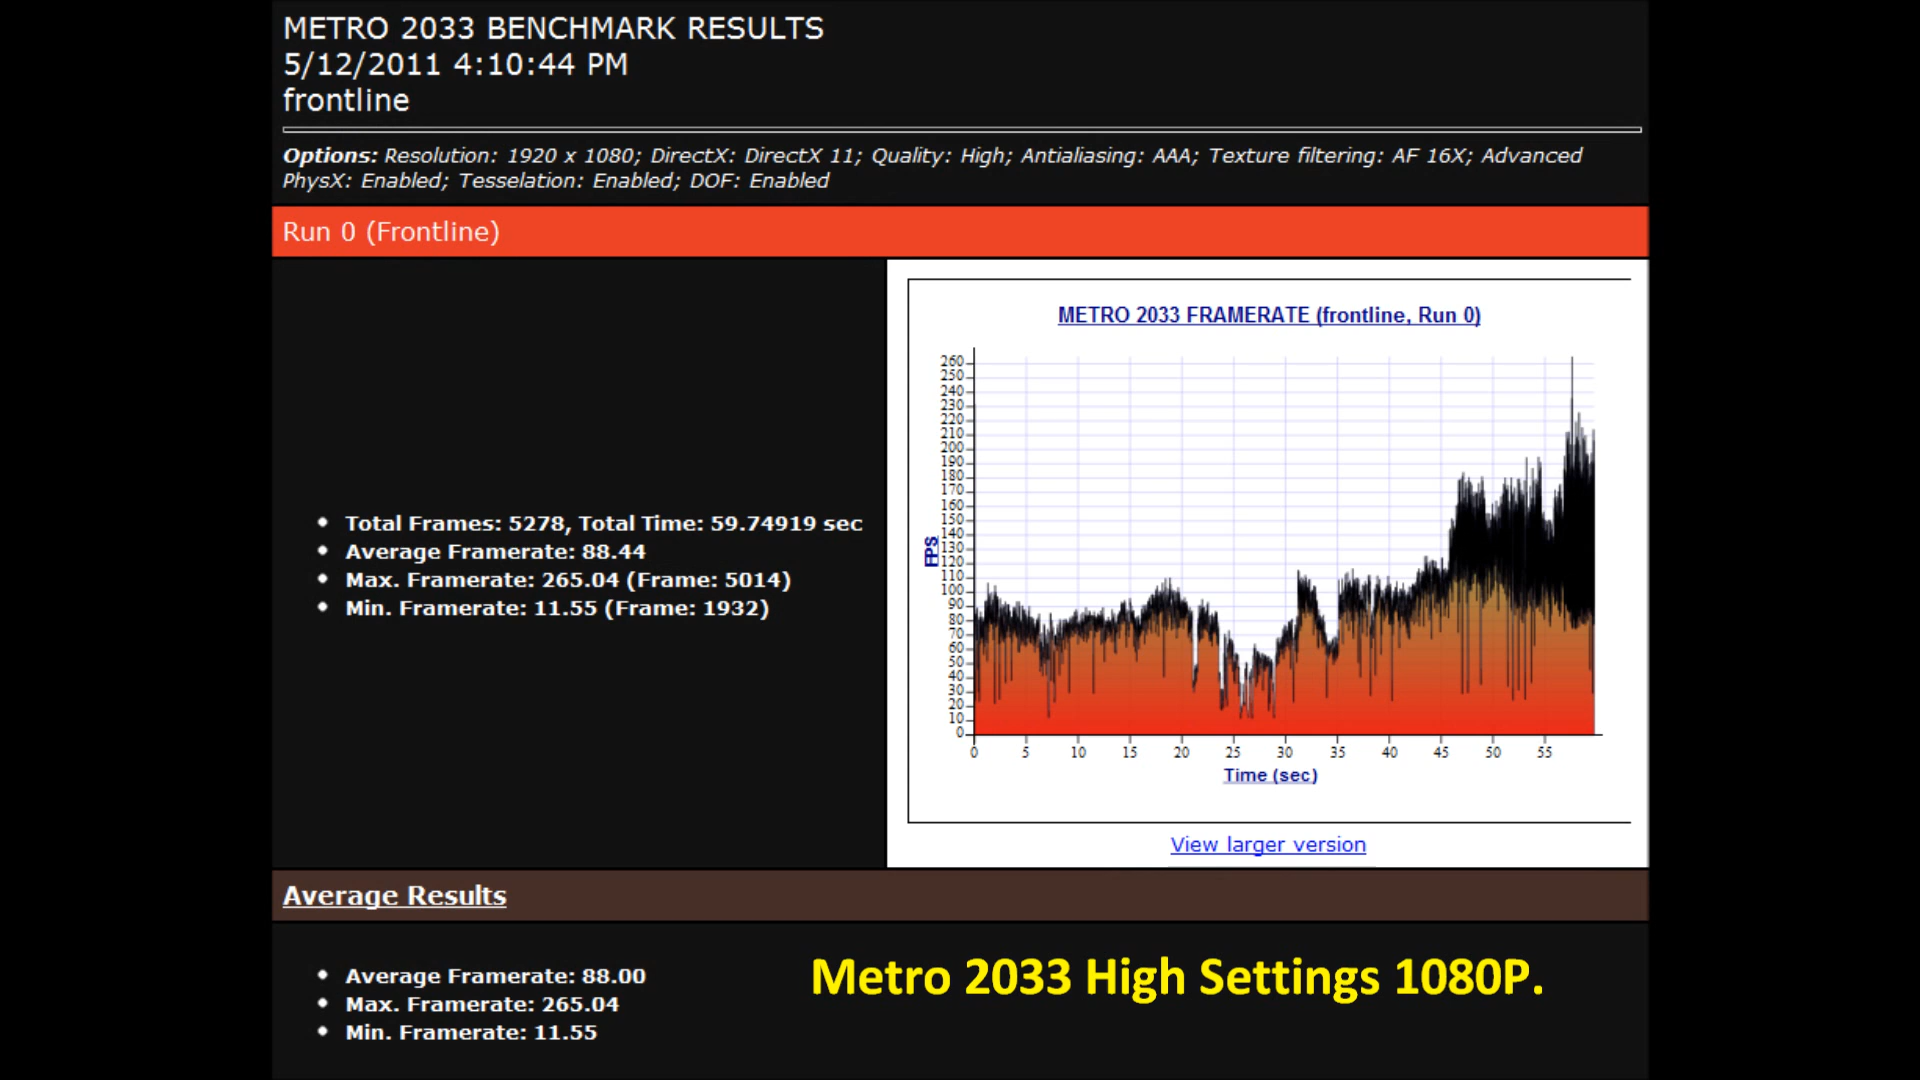 METRO 2033 BENCHMARK RESULTS
5/12/2011 4:10:44 PM
frontline
Options: Resolution: 1920 x 1080; DirectX: DirectX 11; Quality: High; Antialiasing: AAA; Texture filtering: AF 16X; Advanced
PhysX: Enabled; Tesselation: Enabled; DOF: Enabled
Run 0 (Frontline)
Total Frames: 5278, Total Time: 59.74919 sec
Average Framerate: 88.44
Max. Framerate: 265.04 (Frame: 5014)
Min. Framerate: 11.55 (Frame: 1932)
METRO 2033 FRAMERATE (frontline, Run 0)
260
250
240
230
220
210
200
190
180
170
160
150
140
130
120
110
100
90
80
70
60
50
40
30
20
10
0
FPS
0 5 10 15 20 25 30 35 40 45 50 55
Time (sec)
View larger version
Average Results
Average Framerate: 88.00
Max. Framerate: 265.04
Min. Framerate: 11.55
Metro 2033 High Settings 1080P.